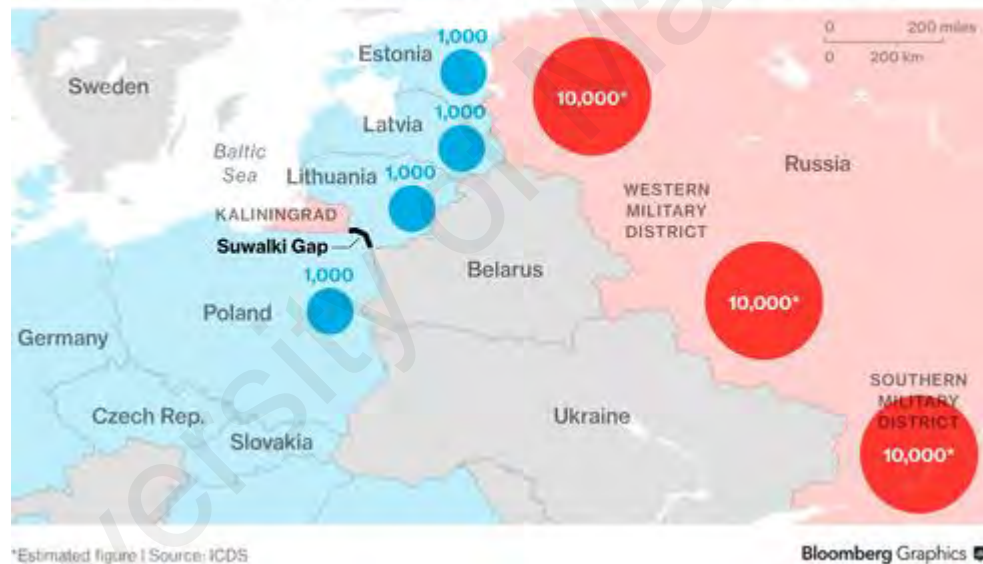 0 200 miles
0 200 km
1,000
Estonia
Sweden
10,000*
1,000
Latvia
Baltic
Sea
Lithuania 1,000
Russia
WESTERN
MILITARY
DISTRICT
KALININGRAD
Suwalki Gap
Belarus
1,000
Poland
10,000*
Germany
SOUTHERN
MILITARY
DISTRICT
Czech Rep.
Ukraine
Slovakia
10,000*
*Estimated figure | Source: ICDS
Bloomberg Graphics